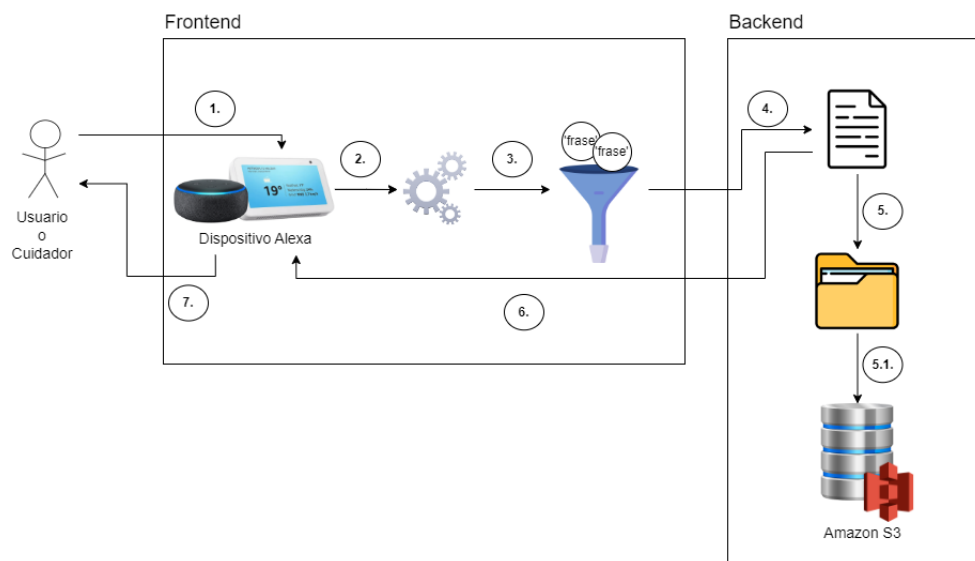 Frontend
Backend
1.
2.
3.
4.
'frase'
'frase'
19°
Usuario
o
Cuidador
Dispositivo Alexa
5.
6.
7.
5.1.
Amazon S3